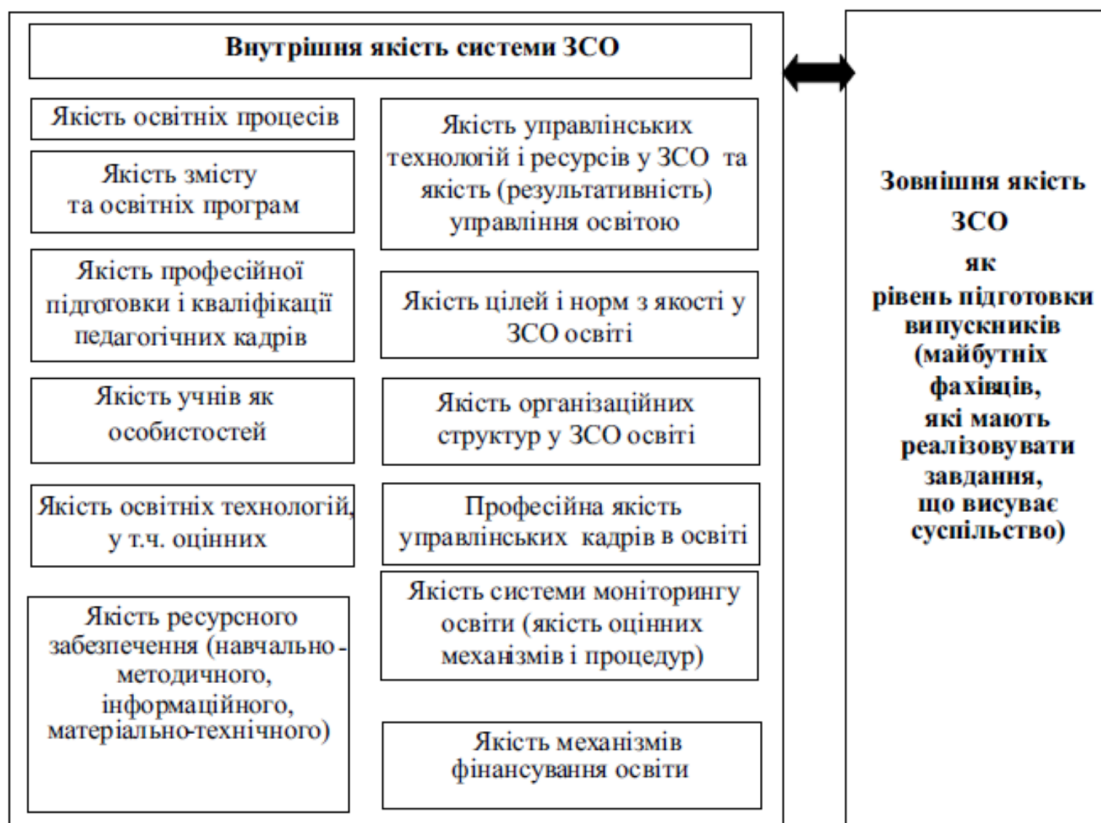 Внутрішня якість системи ЗСО
Якість освітніх процесів
Якість змісту
та освітніх програм
Якість професійної
підготовки і кваліфікації
педагогічних кадрів
Якість учнів як
особистостей
Якість освітніх технологій,
у т.ч. оцінних
Якість ресурсного
забезпечення (навчально-
методичного,
інформаційного,
матеріально-технічного)
Якість управлінських
технологій і ресурсів у ЗСО та
якість (результативність)
управління освітою
Якість цілей і норм з якості у
ЗСО освіті
Якість організаційних
структур у ЗСО освіті
Професійна якість
управлінських кадрів в освіті
Якість системи моніторингу
освіти (якість оцінних
механізмів і процедур)
Якість механізмів
фінансування освіти
Зовнішня якість
ЗСО
як
рівень підготовки
випускників
(майбутніх
фахівців,
які мають
реалізовувати
завдання,
що висуває
суспільство)